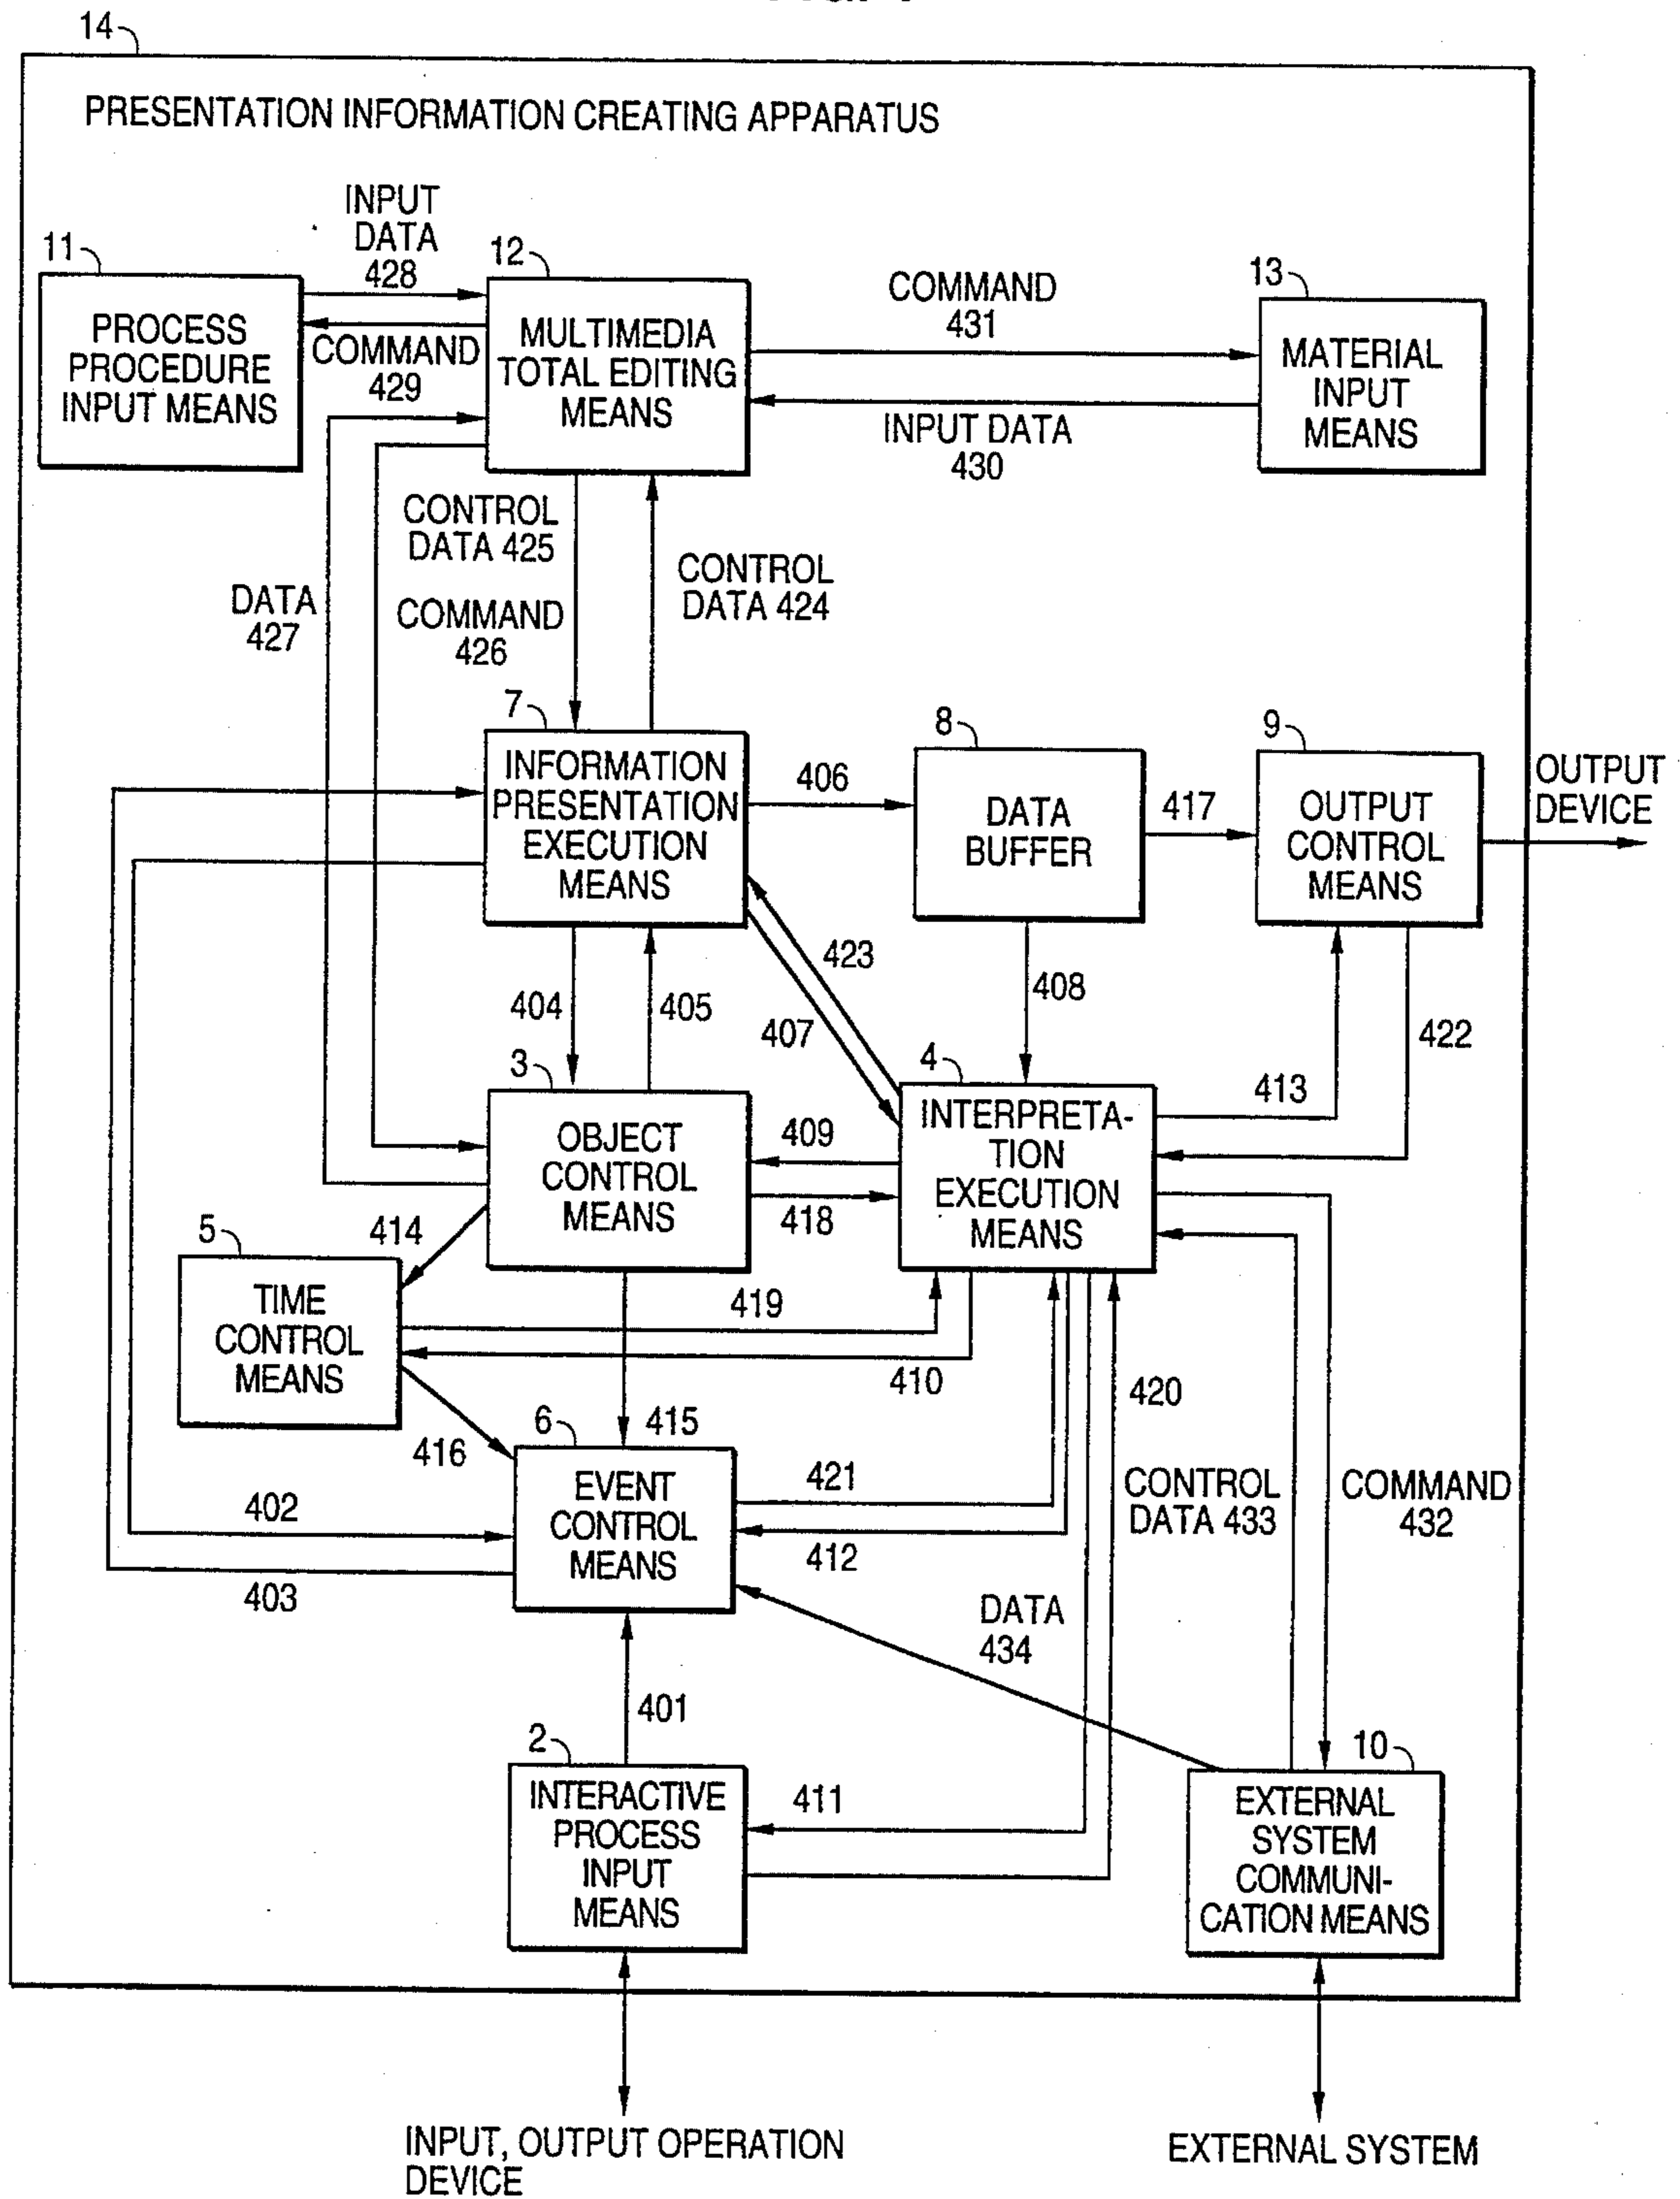 14
PRESENTATION INFORMATION CREATING APPARATUS
INPUT
DATA
428
11
PROCESS
PROCEDURE
INPUT MEANS
COMMAND
429
12
MULTIMEDIA
TOTAL EDITING
MEANS
COMMAND
431
INPUT DATA
430
13
MATERIAL
INPUT
MEANS
CONTROL
DATA 425
COMMAND
426
CONTROL
DATA 424
DATA
427
7
INFORMATION
PRESENTATION
EXECUTION
MEANS
406
8
DATA
BUFFER
417
9
OUTPUT
CONTROL
MEANS
OUTPUT
DEVICE
404
405
423
407
408
422
413
3
OBJECT
CONTROL
MEANS
409
418
4
INTERPRETA-
TION
EXECUTION
MEANS
414
5
TIME
CONTROL
MEANS
419
410
420
416
415
6
EVENT
CONTROL
MEANS
421
412
402
403
CONTROL
DATA 433
COMMAND
432
DATA
434
401
2
INTERACTIVE
PROCESS
INPUT
MEANS
411
10
EXTERNAL
SYSTEM
COMMUNI-
CATION MEANS
INPUT, OUTPUT OPERATION
DEVICE
EXTERNAL SYSTEM